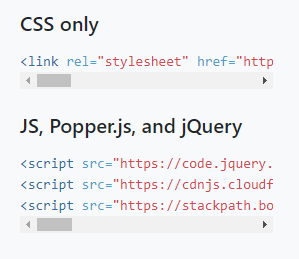 CSS only
<link rel="stylesheet" href="http
JS, Popper.js, and jQuery
<script src="https://code.jquery.
<script src="https://cdnjs.cloudf
<script src="https://stackpath.bo